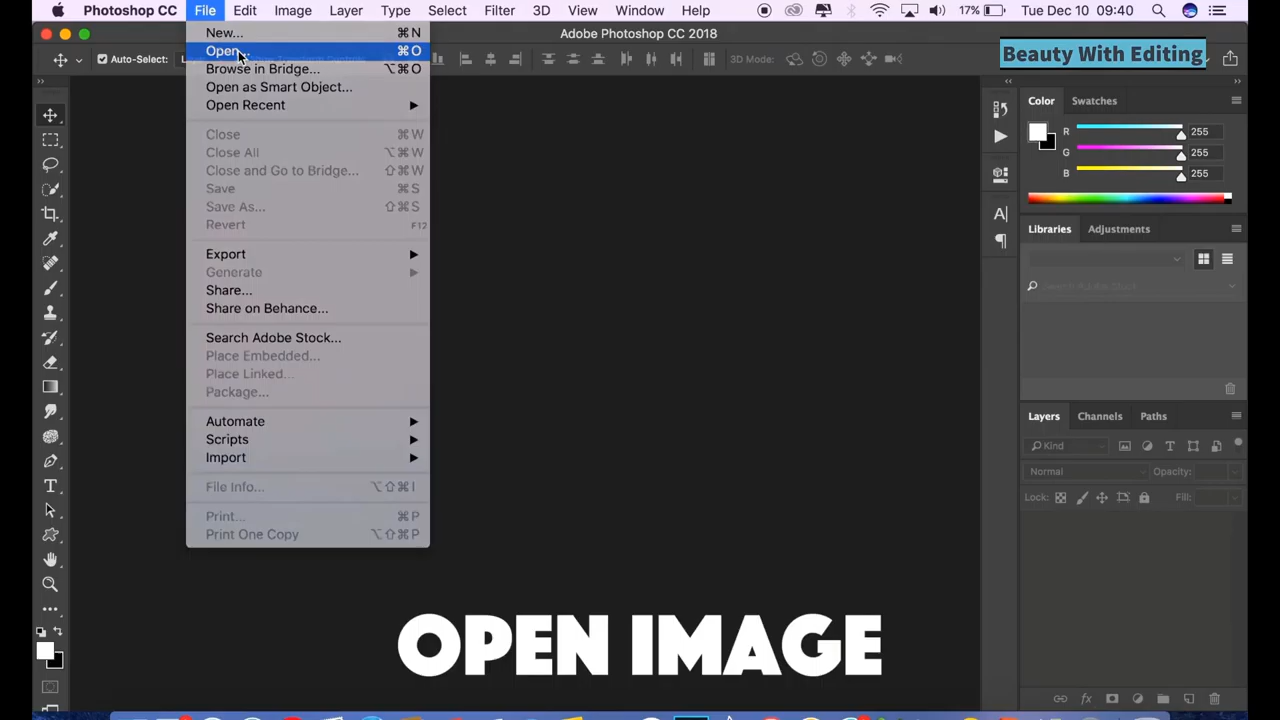 Photoshop CC File Edit Image Layer Type Select Filter 3D View Window Help 17% Tue Dec 10 09:40
Adobe Photoshop CC 2018
Beauty With Editing
New... ⌘N
Open... ⌘O
Auto-Select: 3D Mode:
Browse in Bridge... ⌥⌘O
Open as Smart Object...
Open Recent
Close ⌘W
Close All ⌥⌘W
Close and Go to Bridge... ⇧⌘W
Save ⌘S
Save As... ⇧⌘S
Revert F12
Export
Generate
Share...
Share on Behance...
Search Adobe Stock...
Place Embedded...
Place Linked...
Package...
Automate
Scripts
Import
File Info... ⌥⇧⌘I
Print... ⌘P
Print One Copy ⌥⇧⌘P
Color Swatches
R 255
G 255
B 255
Libraries Adjustments
Search Adobe Stock
Layers Channels Paths
Kind
Normal Opacity:
Lock: Fill:
OPEN IMAGE